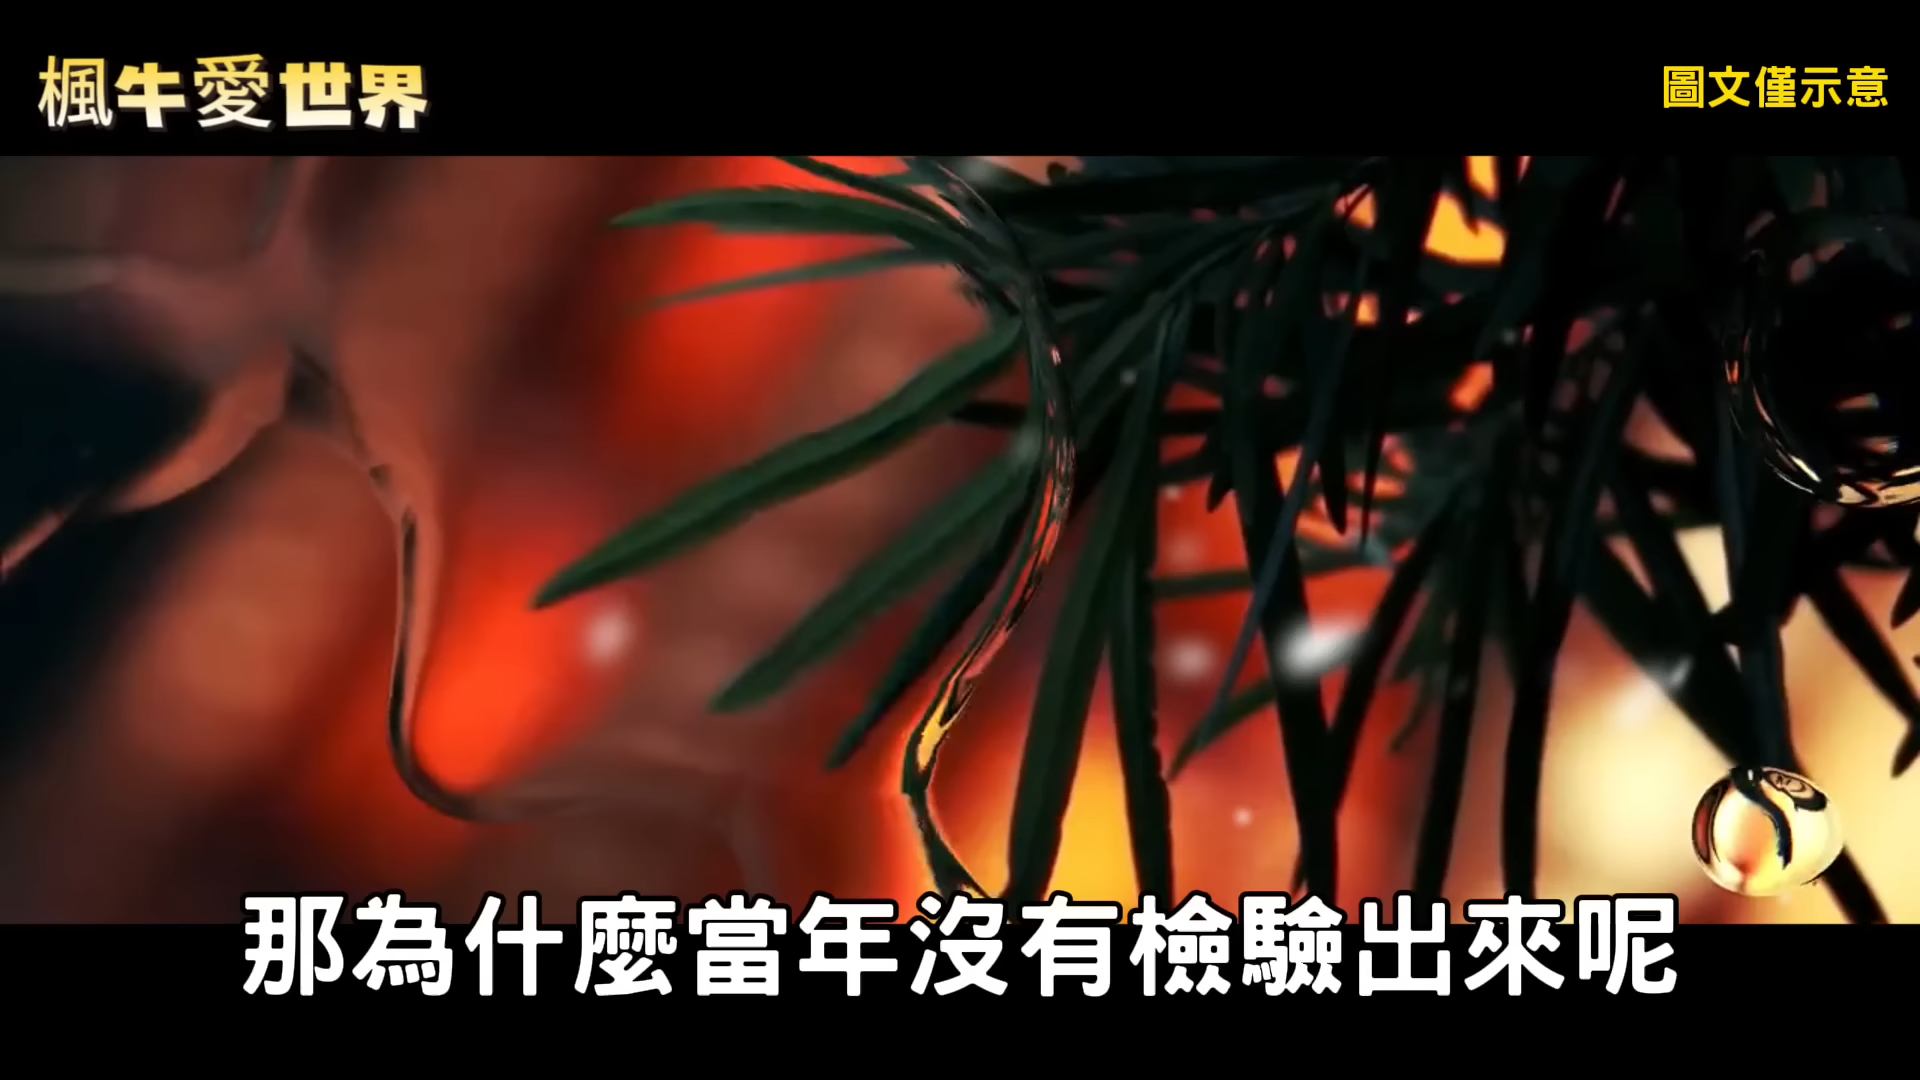 楓牛愛世界
圖文僅示意
那為什麼當年沒有檢驗出來呢